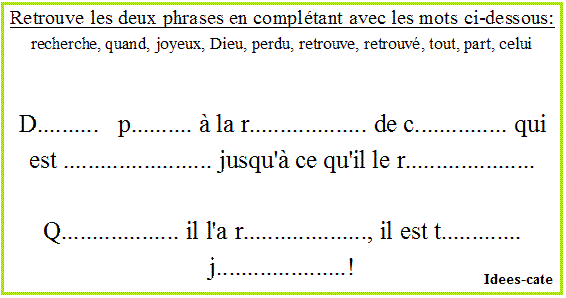 Retrouve les deux phrases en complétant avec les mots ci-dessous:
recherche, quand, joyeux, Dieu, perdu, retrouve, retrouvé, tout, part, celui
D.......... p.......... à la r................... de c............... qui
est ........................ jusqu'à ce qu'il le r.....................
Q................... il l'a r...................., il est t.............
j.....................!
Idees-cate